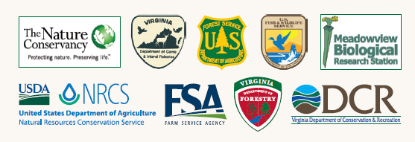 The Nature
Conservancy
Protecting nature. Preserving life.
VIRGINIA
Department of Game
& Inland Fisheries
FOREST SERVICE
U S
DEPARTMENT OF AGRICULTURE
U.S.
FISH & WILDLIFE
SERVICE
Meadowview
Biological
Research Station
USDA
NRCS
United States Department of Agriculture
Natural Resources Conservation Service
FSA
FARM SERVICE AGENCY
VIRGINIA
DEPARTMENT OF
FORESTRY
DCR
Virginia Department of Conservation & Recreation